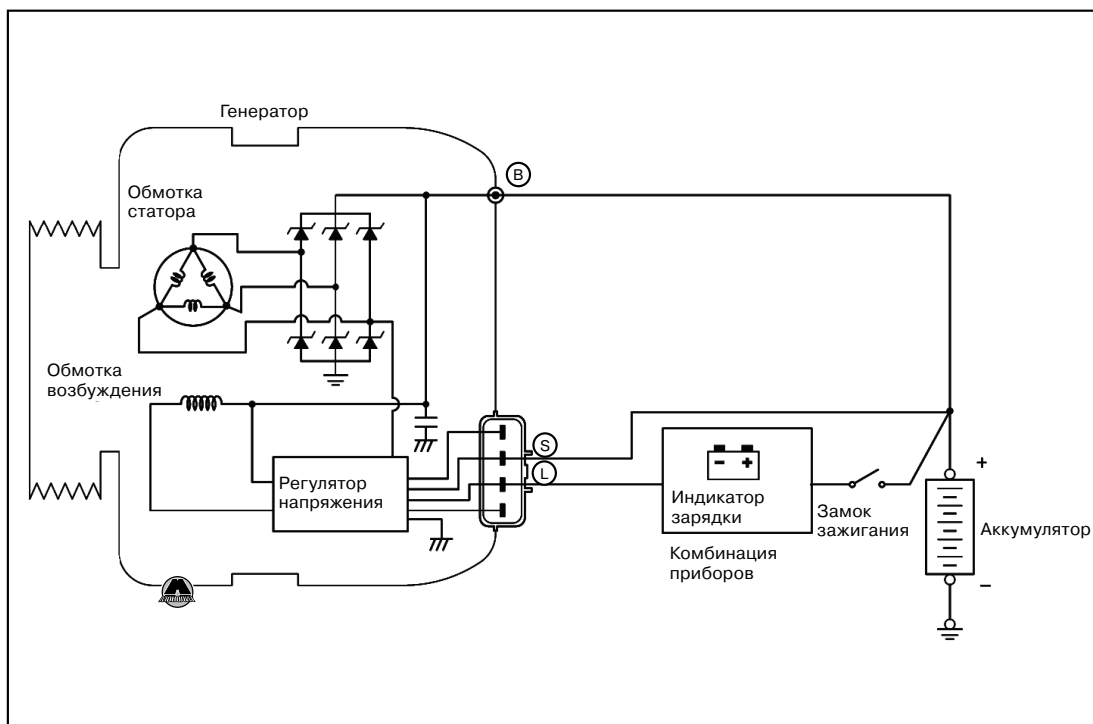 Генератор
B
Обмотка
статора
Обмотка
возбуждения
S
L
Регулятор
напряжения
- +
Индикатор
зарядки
Замок
зажигания
Комбинация
приборов
+
Аккумулятор
–